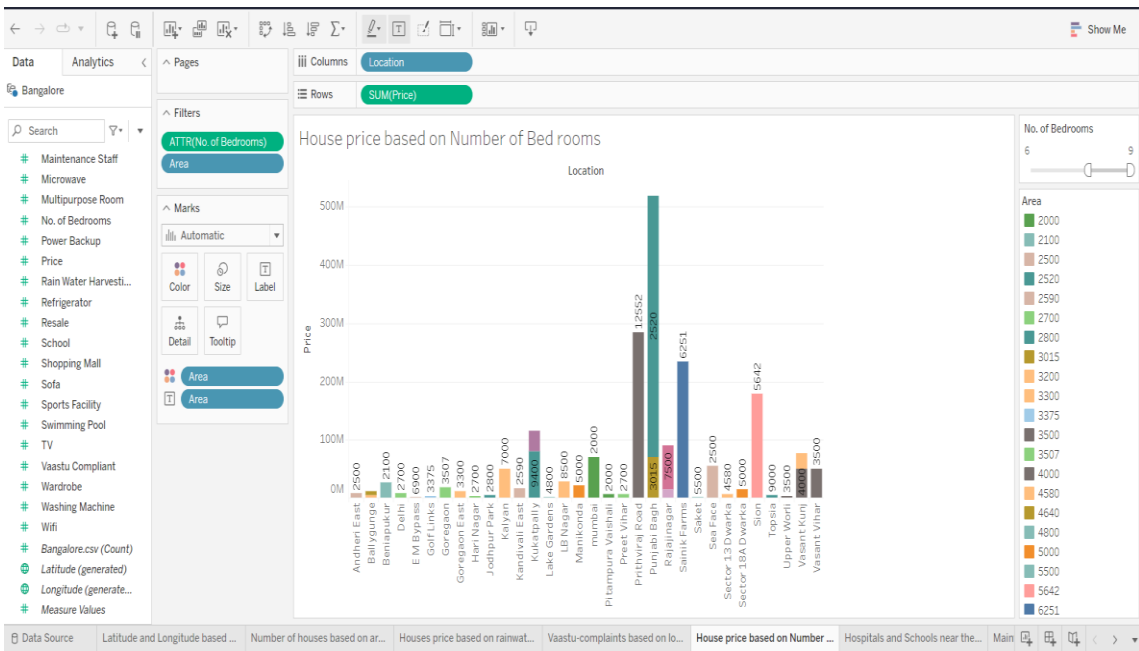 Show Me
Data
Analytics
Pages
Columns
Location
Bangalore
Rows
SUM(Price)
Filters
Search
ATTR(No. of Bedrooms)
Area
House price based on Number of Bed rooms
No. of Bedrooms
6
9
Maintenance Staff
Microwave
Multipurpose Room
No. of Bedrooms
Power Backup
Price
Rain Water Harvesti...
Refrigerator
Resale
School
Shopping Mall
Sofa
Sports Facility
Swimming Pool
TV
Vaastu Compliant
Wardrobe
Washing Machine
Wifi
Bangalore.csv (Count)
Latitude (generated)
Longitude (generate...
Measure Values
Marks
Automatic
Color
Size
Label
Detail
Tooltip
Area
Area
Location
Price
500M
400M
300M
200M
100M
0M
2500
2100
2700
6900
3375
3507
3300
2700
2800
7000
2590
9400
4800
8500
5000
2000
2000
2700
12552
2520
3015
7500
6251
5500
2500
4580
5000
5642
9000
3500
4000
3500
Andheri East
Ballygunge
Beniapukur
Delhi
E M Bypass
Golf Links
Goregaon
Goregaon East
Hari Nagar
Jodhpur Park
Kalyan
Kandivali East
Kukatpally
Lake Gardens
LB Nagar
Manikonda
mumbai
Pitampura Vaishali
Preet Vihar
Prithviraj Road
Punjabi Bagh
Rajajinagar
Sainik Farms
Saket
Sea Face
Sector 13 Dwarka
Sector 18A Dwarka
Sion
Topsia
Upper Worli
Vasant Kunj
Vasant Vihar
Area
2000
2100
2500
2520
2590
2700
2800
3015
3200
3300
3375
3500
3507
4000
4580
4640
4800
5000
5500
5642
6251
Data Source
Latitude and Longitude based ...
Number of houses based on ar...
Houses price based on rainwat...
Vaastu-complaints based on lo...
House price based on Number ...
Hospitals and Schools near the...
Main